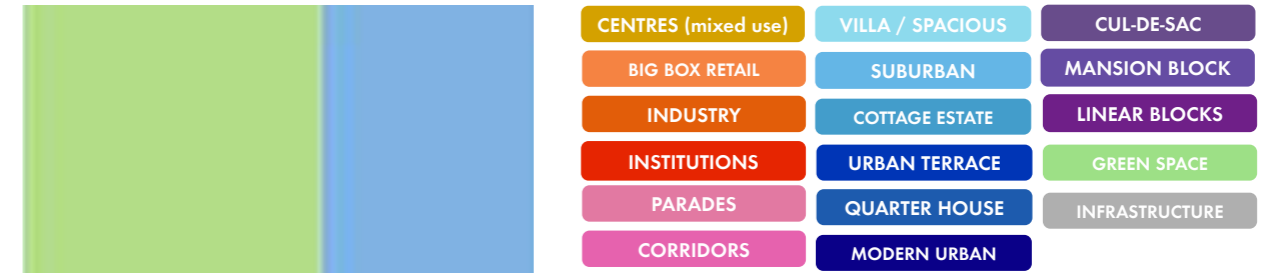 CENTRES (mixed use)
BIG BOX RETAIL
INDUSTRY
INSTITUTIONS
PARADES
CORRIDORS
VILLA / SPACIOUS
SUBURBAN
COTTAGE ESTATE
URBAN TERRACE
QUARTER HOUSE
MODERN URBAN
CUL-DE-SAC
MANSION BLOCK
LINEAR BLOCKS
GREEN SPACE
INFRASTRUCTURE